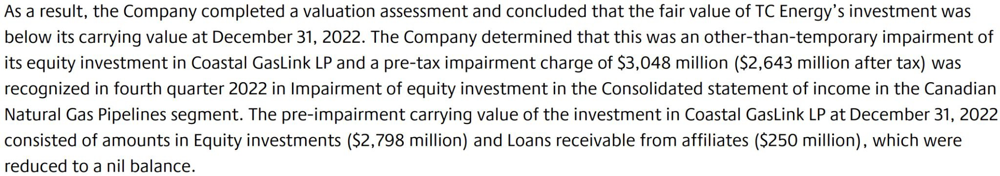 As a result, the Company completed a valuation assessment and concluded that the fair value of TC Energy’s investment was
below its carrying value at December 31, 2022. The Company determined that this was an other-than-temporary impairment of
its equity investment in Coastal GasLink LP and a pre-tax impairment charge of $3,048 million ($2,643 million after tax) was
recognized in fourth quarter 2022 in Impairment of equity investment in the Consolidated statement of income in the Canadian
Natural Gas Pipelines segment. The pre-impairment carrying value of the investment in Coastal GasLink LP at December 31, 2022
consisted of amounts in Equity investments ($2,798 million) and Loans receivable from affiliates ($250 million), which were
reduced to a nil balance.